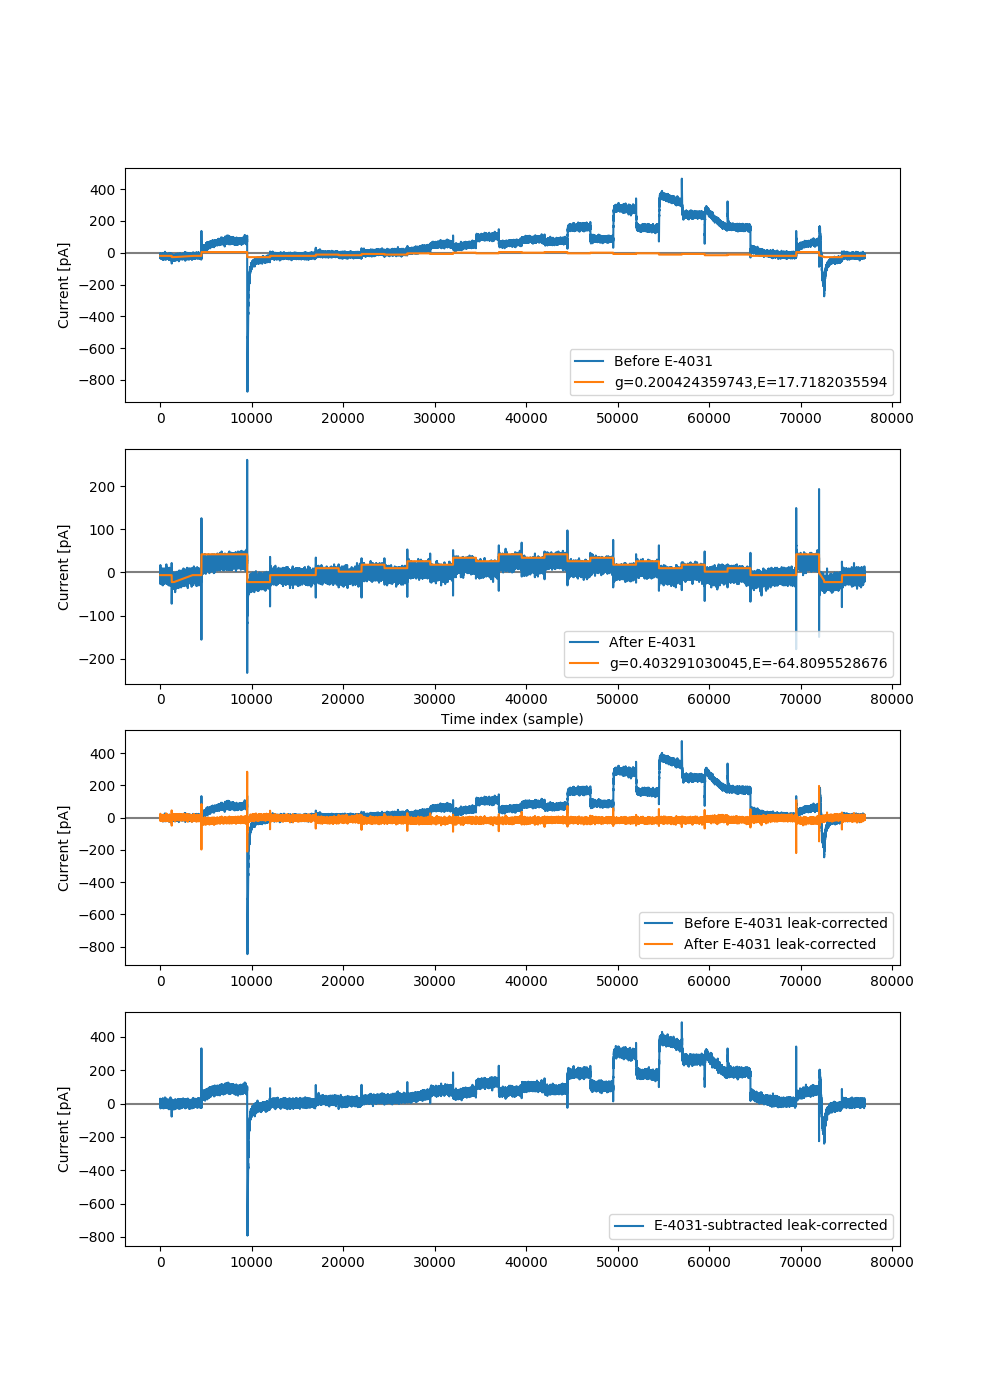 400
200
0
−200
−400
−600
−800
Current [pA]
Before E-4031
g=0.200424359743,E=17.7182035594
0 10000 20000 30000 40000 50000 60000 70000 80000
200
100
0
−100
−200
Current [pA]
After E-4031
g=0.403291030045,E=-64.8095528676
0 10000 20000 30000 40000 50000 60000 70000 80000
Time index (sample)
400
200
0
−200
−400
−600
−800
Current [pA]
Before E-4031 leak-corrected
After E-4031 leak-corrected
0 10000 20000 30000 40000 50000 60000 70000 80000
400
200
0
−200
−400
−600
−800
Current [pA]
E-4031-subtracted leak-corrected
0 10000 20000 30000 40000 50000 60000 70000 80000